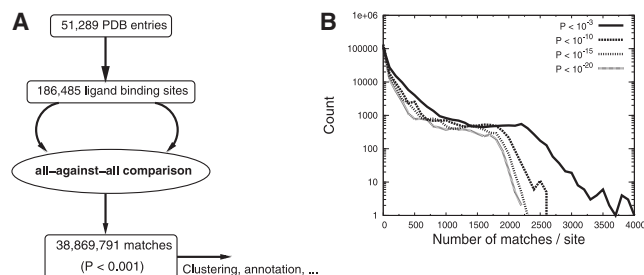 A
51,289 PDB entries
186,485 ligand binding sites
all–against–all comparison
38,869,791 matches
(P < 0.001)
Clustering, annotation, ...
B
1e+06
100000
10000
1000
100
10
1
Count
P < 10^-3
P < 10^-10
P < 10^-15
P < 10^-20
0 500 1000 1500 2000 2500 3000 3500 4000
Number of matches / site